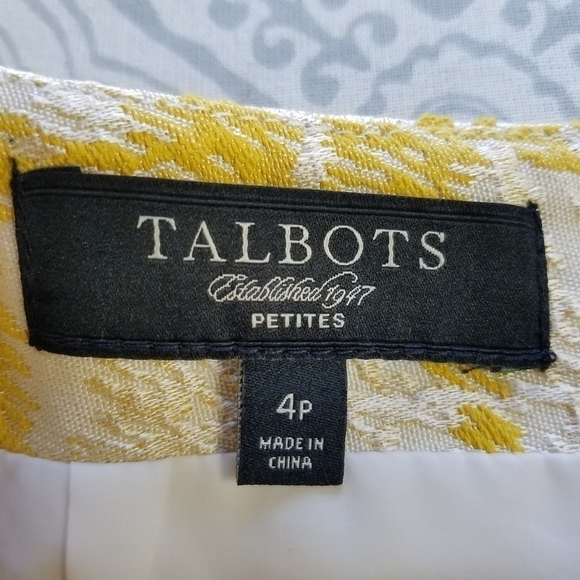 TALBOTS
Established 1947
PETITES
4P
MADE IN
CHINA